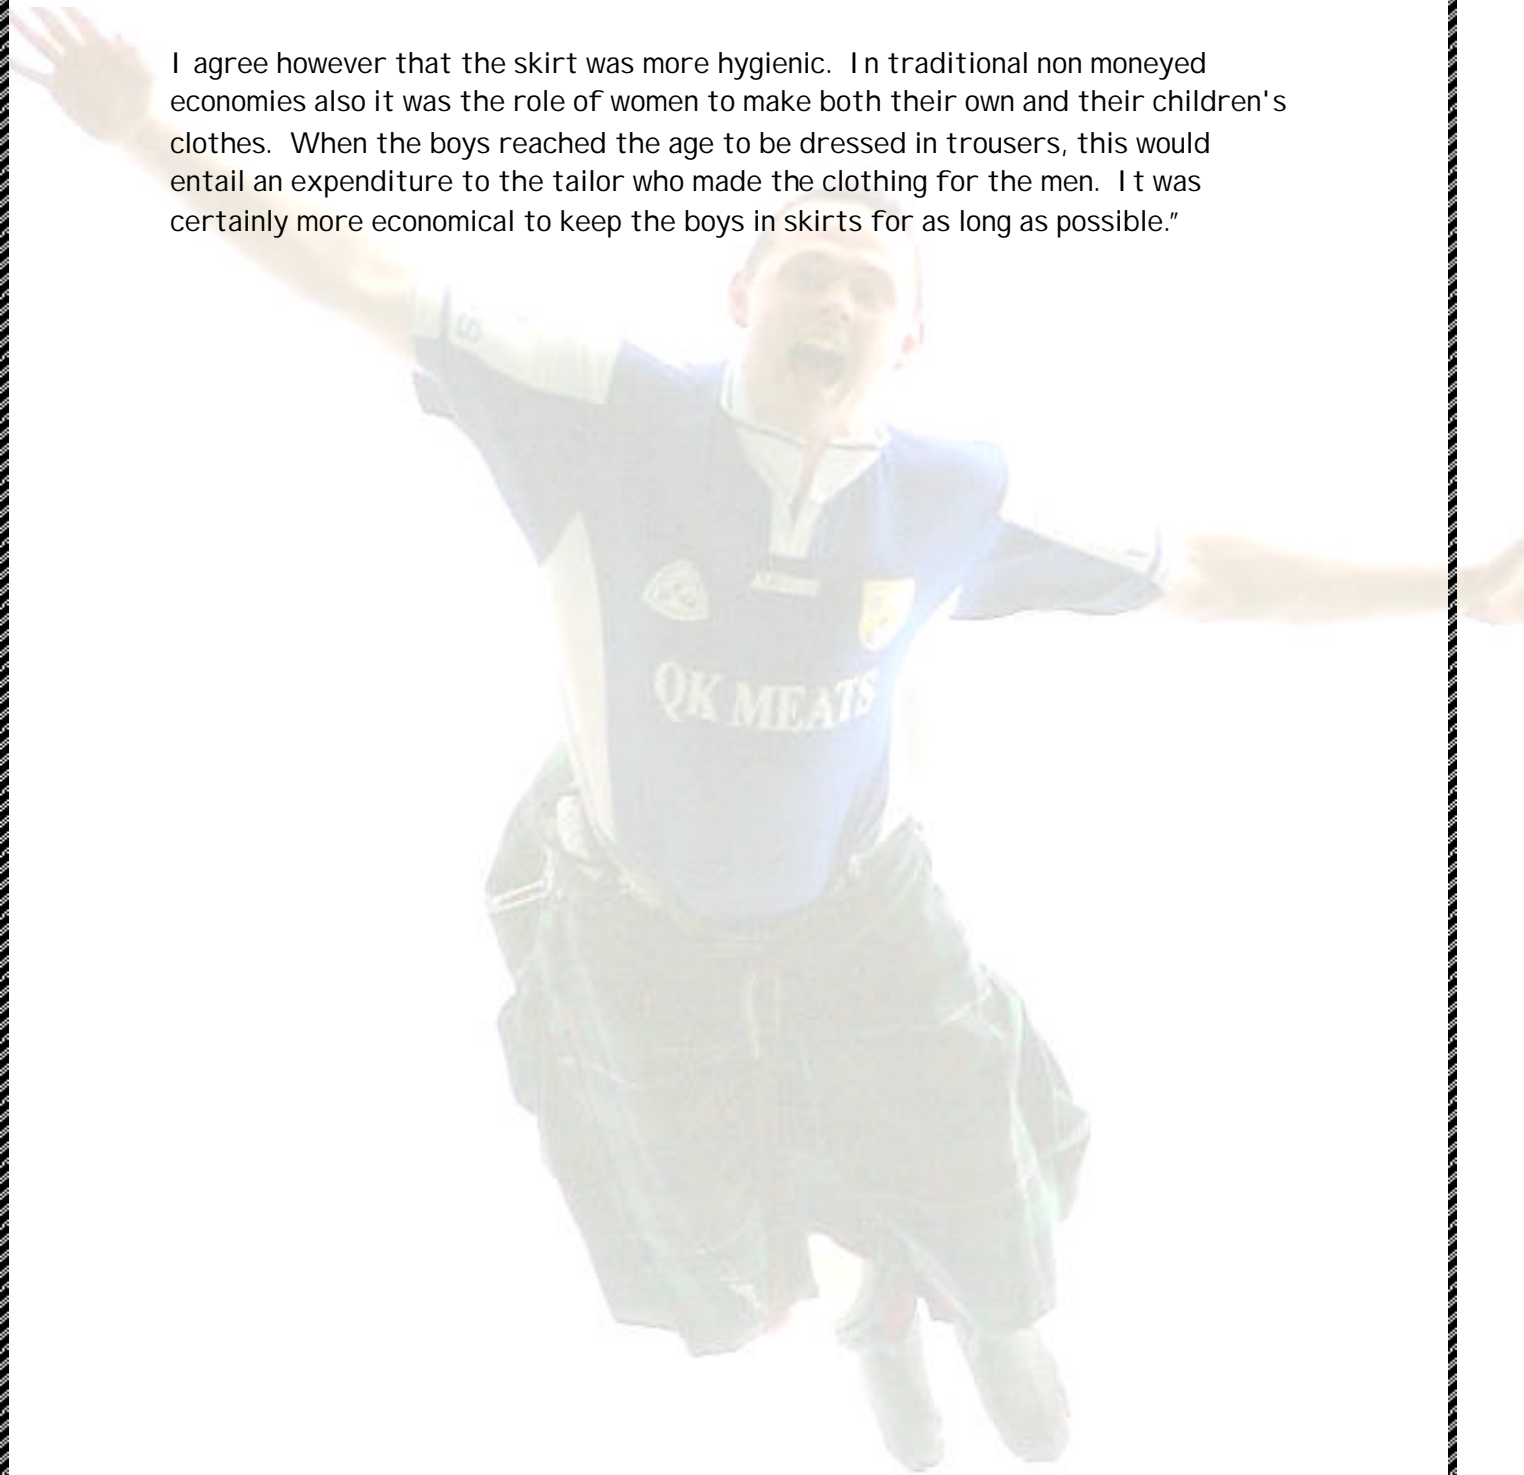 I agree however that the skirt was more hygienic. In traditional non moneyed
economies also it was the role of women to make both their own and their children's
clothes. When the boys reached the age to be dressed in trousers, this would
entail an expenditure to the tailor who made the clothing for the men. It was
certainly more economical to keep the boys in skirts for as long as possible.”
QK MEATS